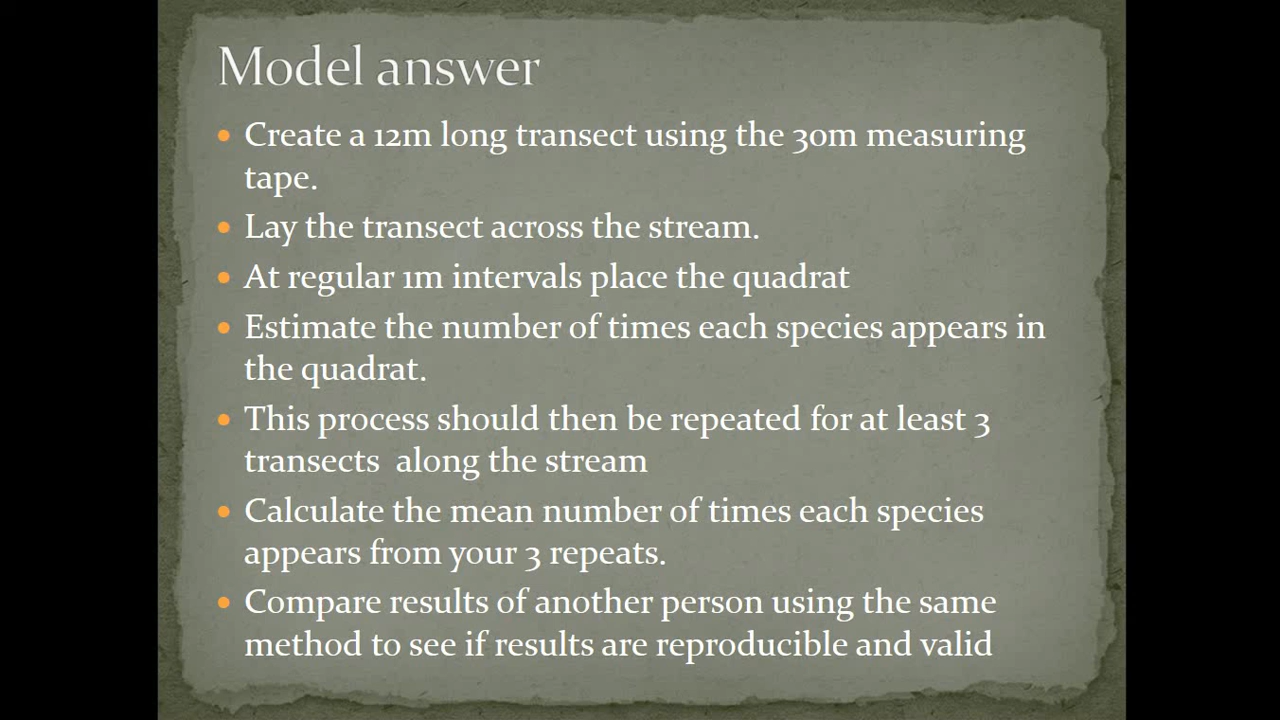 Model answer
• Create a 12m long transect using the 30m measuring
tape.
• Lay the transect across the stream.
• At regular 1m intervals place the quadrat
• Estimate the number of times each species appears in
the quadrat.
• This process should then be repeated for at least 3
transects  along the stream
• Calculate the mean number of times each species
appears from your 3 repeats.
• Compare results of another person using the same
method to see if results are reproducible and valid